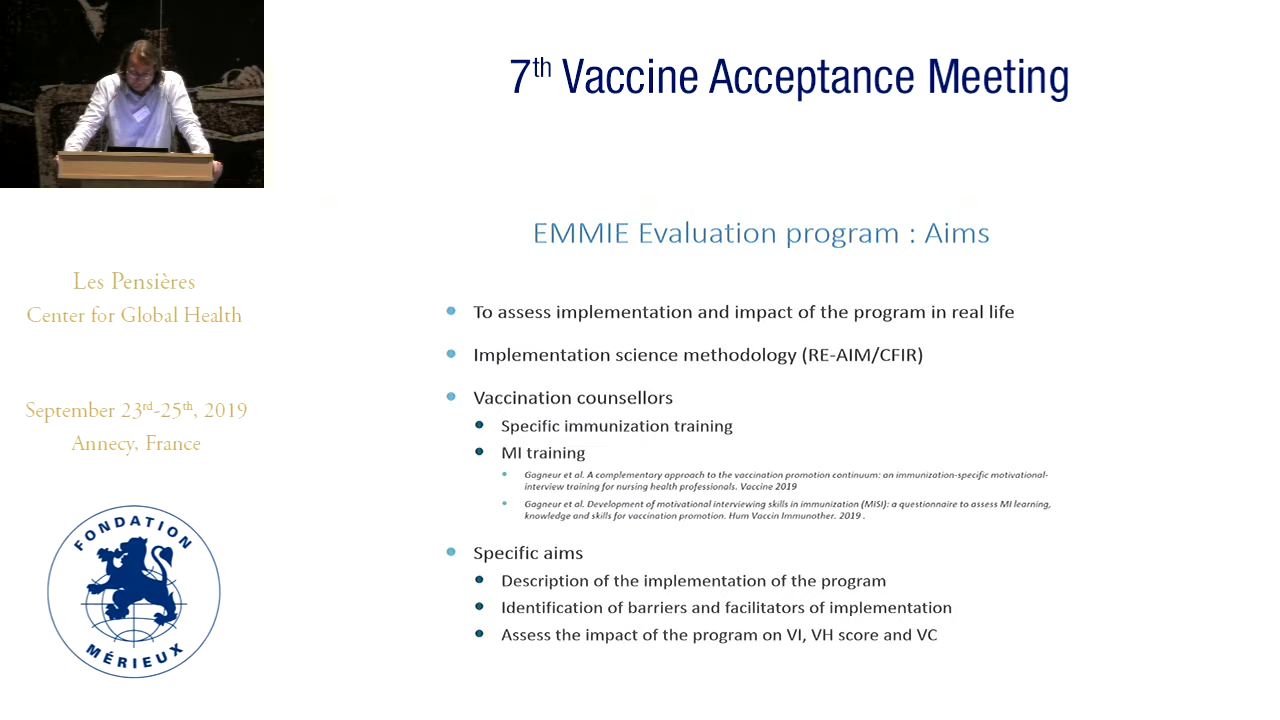 7th Vaccine Acceptance Meeting
EMMIE Evaluation program : Aims
Les Pensières
Center for Global Health
September 23rd-25th, 2019
Annecy, France
FONDATION
MÉRIEUX
To assess implementation and impact of the program in real life
Implementation science methodology (RE-AIM/CFIR)
Vaccination counsellors
Specific immunization training
MI training
Gagneur et al. A complementary approach to the vaccination promotion continuum: an immunization-specific motivational-
interview training for nursing health professionals. Vaccine 2019
Gagneur et al. Development of motivational interviewing skills in immunization (MISI): a questionnaire to assess MI learning,
knowledge and skills for vaccination promotion. Hum Vaccin Immunother. 2019 .
Specific aims
Description of the implementation of the program
Identification of barriers and facilitators of implementation
Assess the impact of the program on VI, VH score and VC